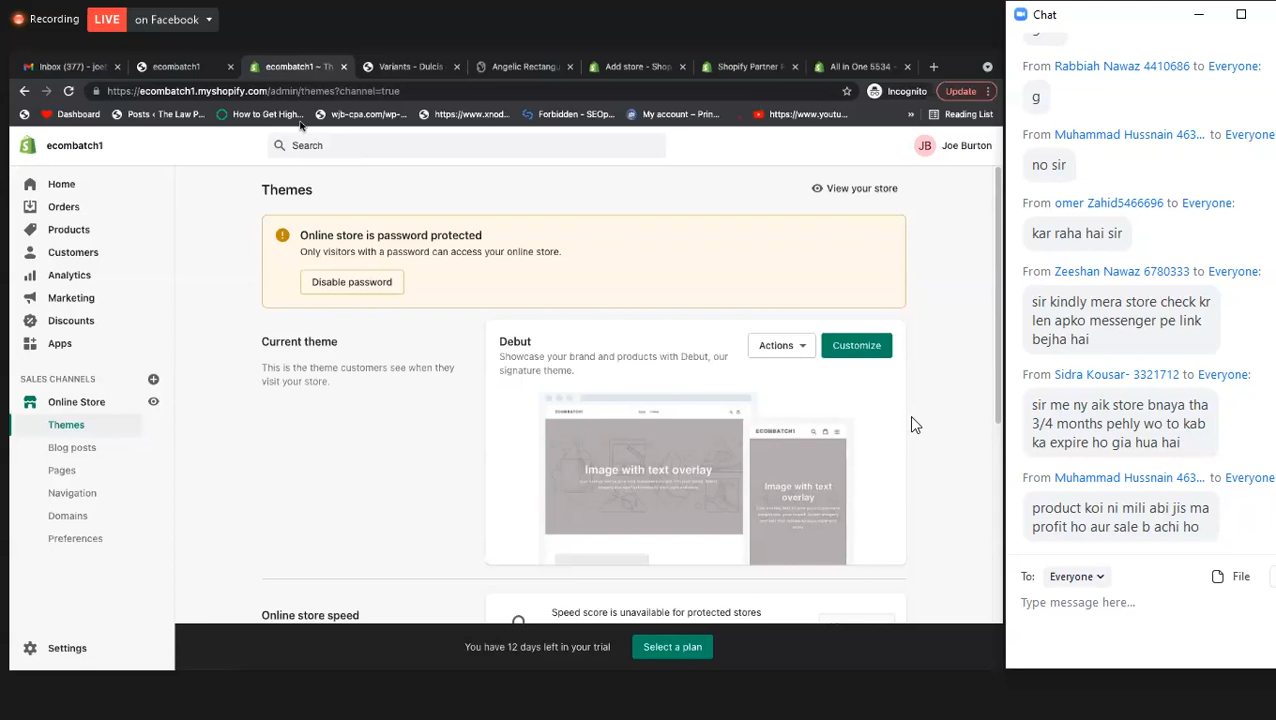 Recording
LIVE on Facebook
Inbox (377) - joel
ecombatch1
ecombatch1 ~ Th
Variants - Dulcis
Angelic Rectangu
Add store - Shop
Shopify Partner F
All in One 5534 -
https://ecombatch1.myshopify.com/admin/themes?channel=true
Incognito
Update
Dashboard
Posts ‹ The Law P...
How to Get High...
wjb-cpa.com/wp-...
https://www.xnod...
Forbidden – SEOp...
My account – Prin...
https://www.youtu...
Reading List
ecombatch1
Search
JB Joe Burton
Home
Orders
Products
Customers
Analytics
Marketing
Discounts
Apps
SALES CHANNELS
Online Store
Themes
Blog posts
Pages
Navigation
Domains
Preferences
Settings
Themes
View your store
Online store is password protected
Only visitors with a password can access your online store.
Disable password
Current theme
This is the theme customers see when they
visit your store.
Debut
Showcase your brand and products with Debut, our
signature theme.
Actions
Customize
ECOMBATCH1
Image with text overlay
ECOMBATCH1
Image with text
overlay
Online store speed
Speed score is unavailable for protected stores
You have 12 days left in your trial
Select a plan
Chat
From Rabbiah Nawaz 4410686 to Everyone:
g
From Muhammad Hussnain 463... to Everyone
no sir
From omer Zahid5466696 to Everyone:
kar raha hai sir
From Zeeshan Nawaz 6780333 to Everyone:
sir kindly mera store check kr
len apko messenger pe link
bejha hai
From Sidra Kousar- 3321712 to Everyone:
sir me ny aik store bnaya tha
3/4 months pehly wo to kab
ka expire ho gia hua hai
From Muhammad Hussnain 463... to Everyone
product koi ni mili abi jis ma
profit ho aur sale b achi ho
To: Everyone
File
Type message here...